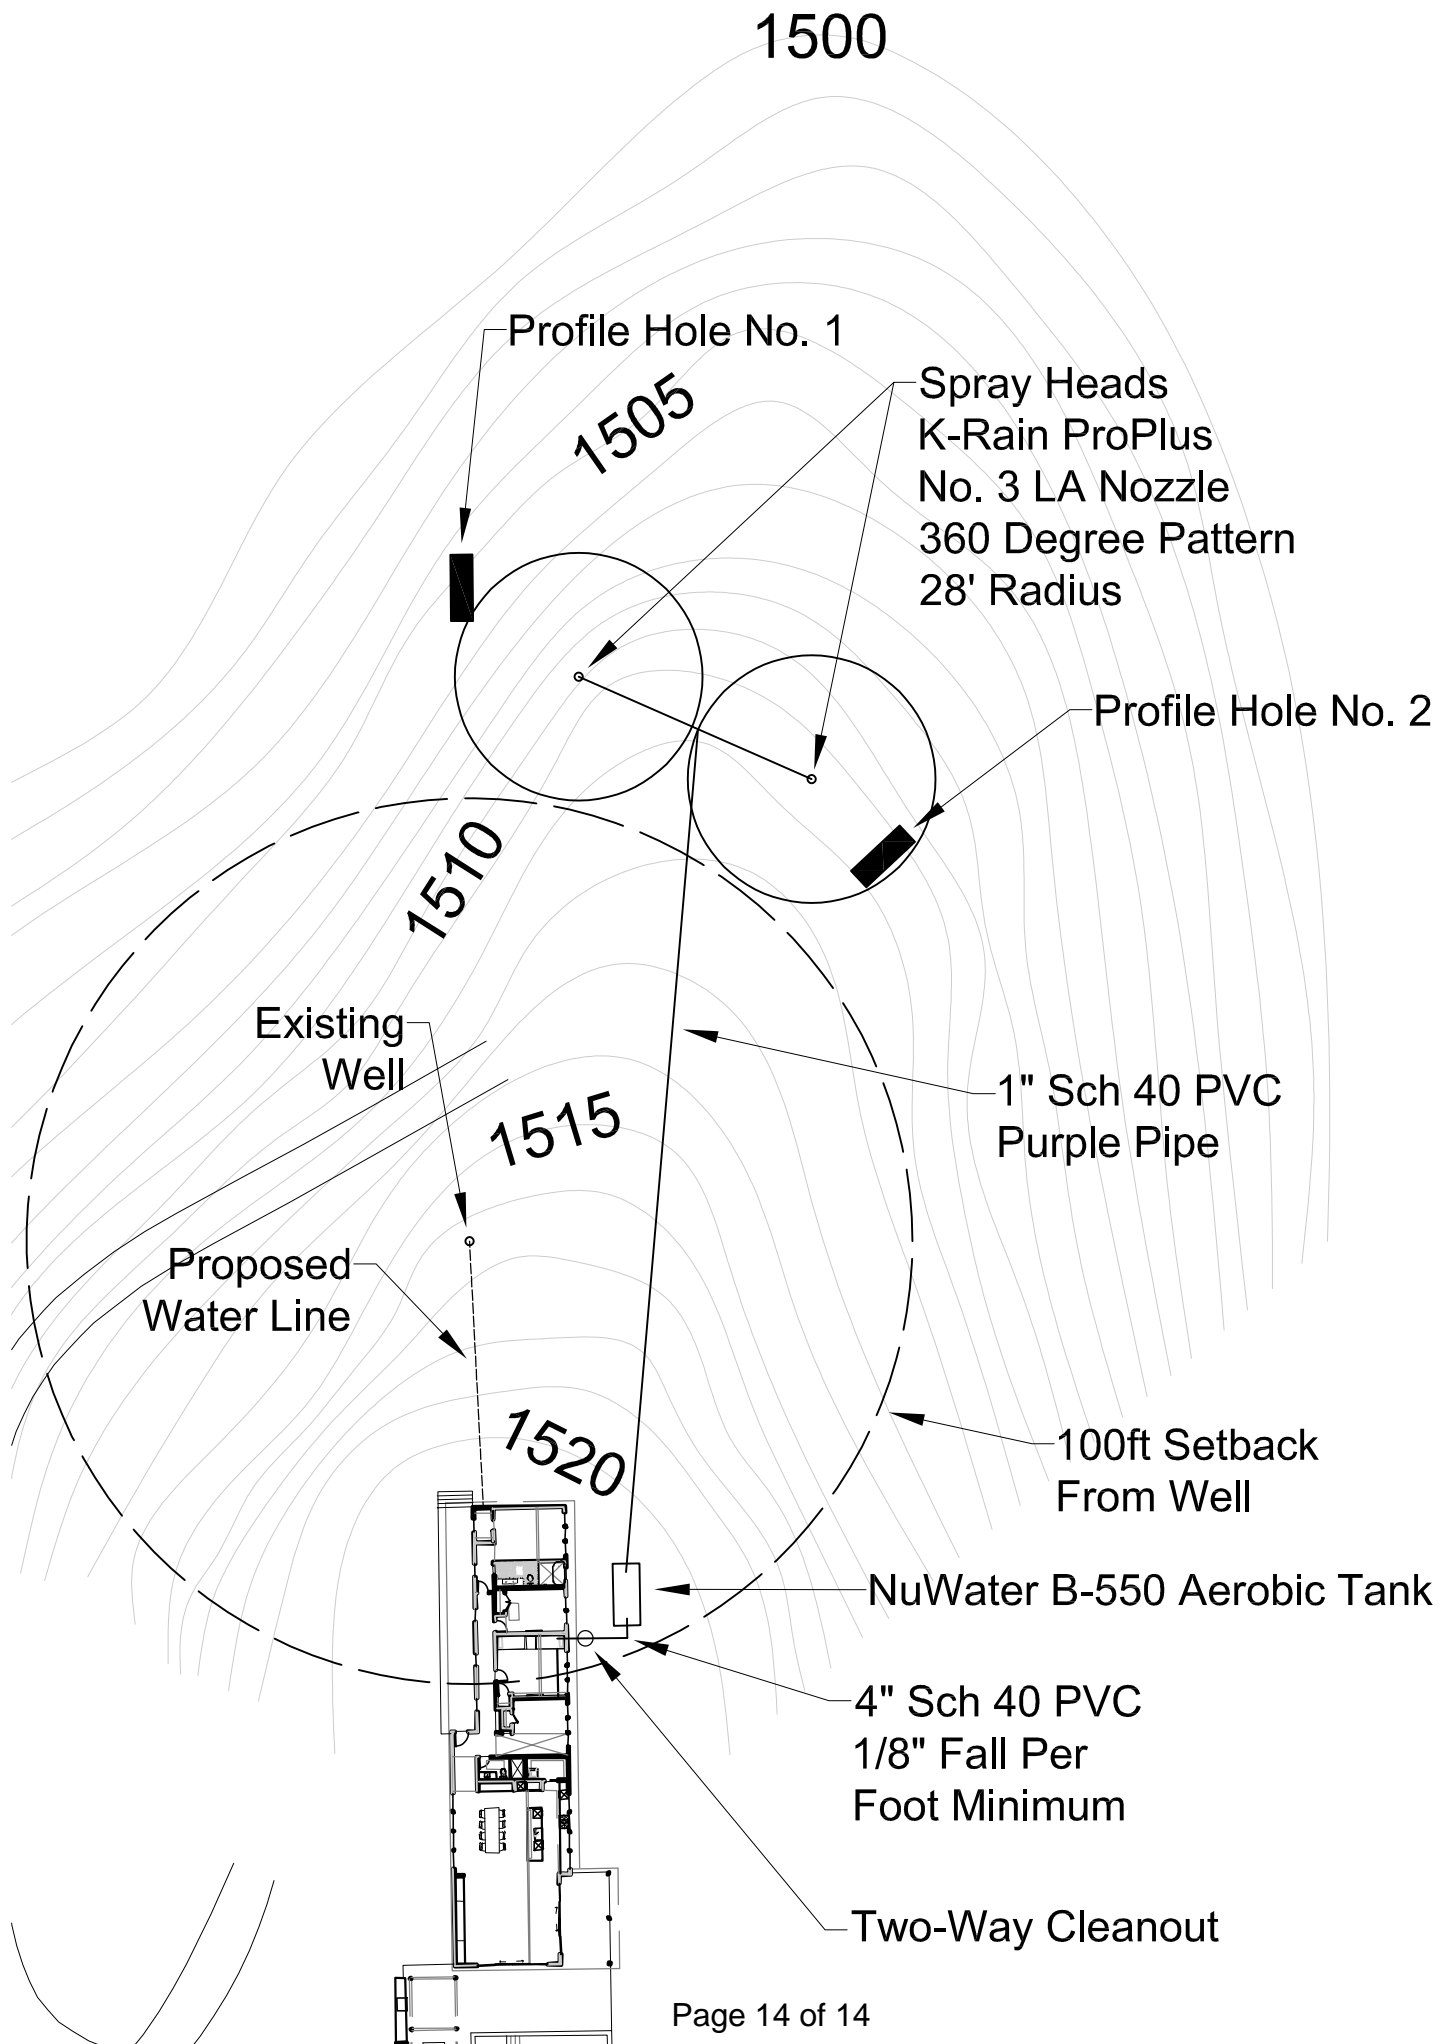 1500
Profile Hole No. 1
1505
Spray Heads
K-Rain ProPlus
No. 3 LA Nozzle
360 Degree Pattern
28' Radius
Profile Hole No. 2
1510
Existing
Well
1" Sch 40 PVC
Purple Pipe
1515
Proposed
Water Line
1520
100ft Setback
From Well
NuWater B-550 Aerobic Tank
4" Sch 40 PVC
1/8" Fall Per
Foot Minimum
Two-Way Cleanout
Page 14 of 14